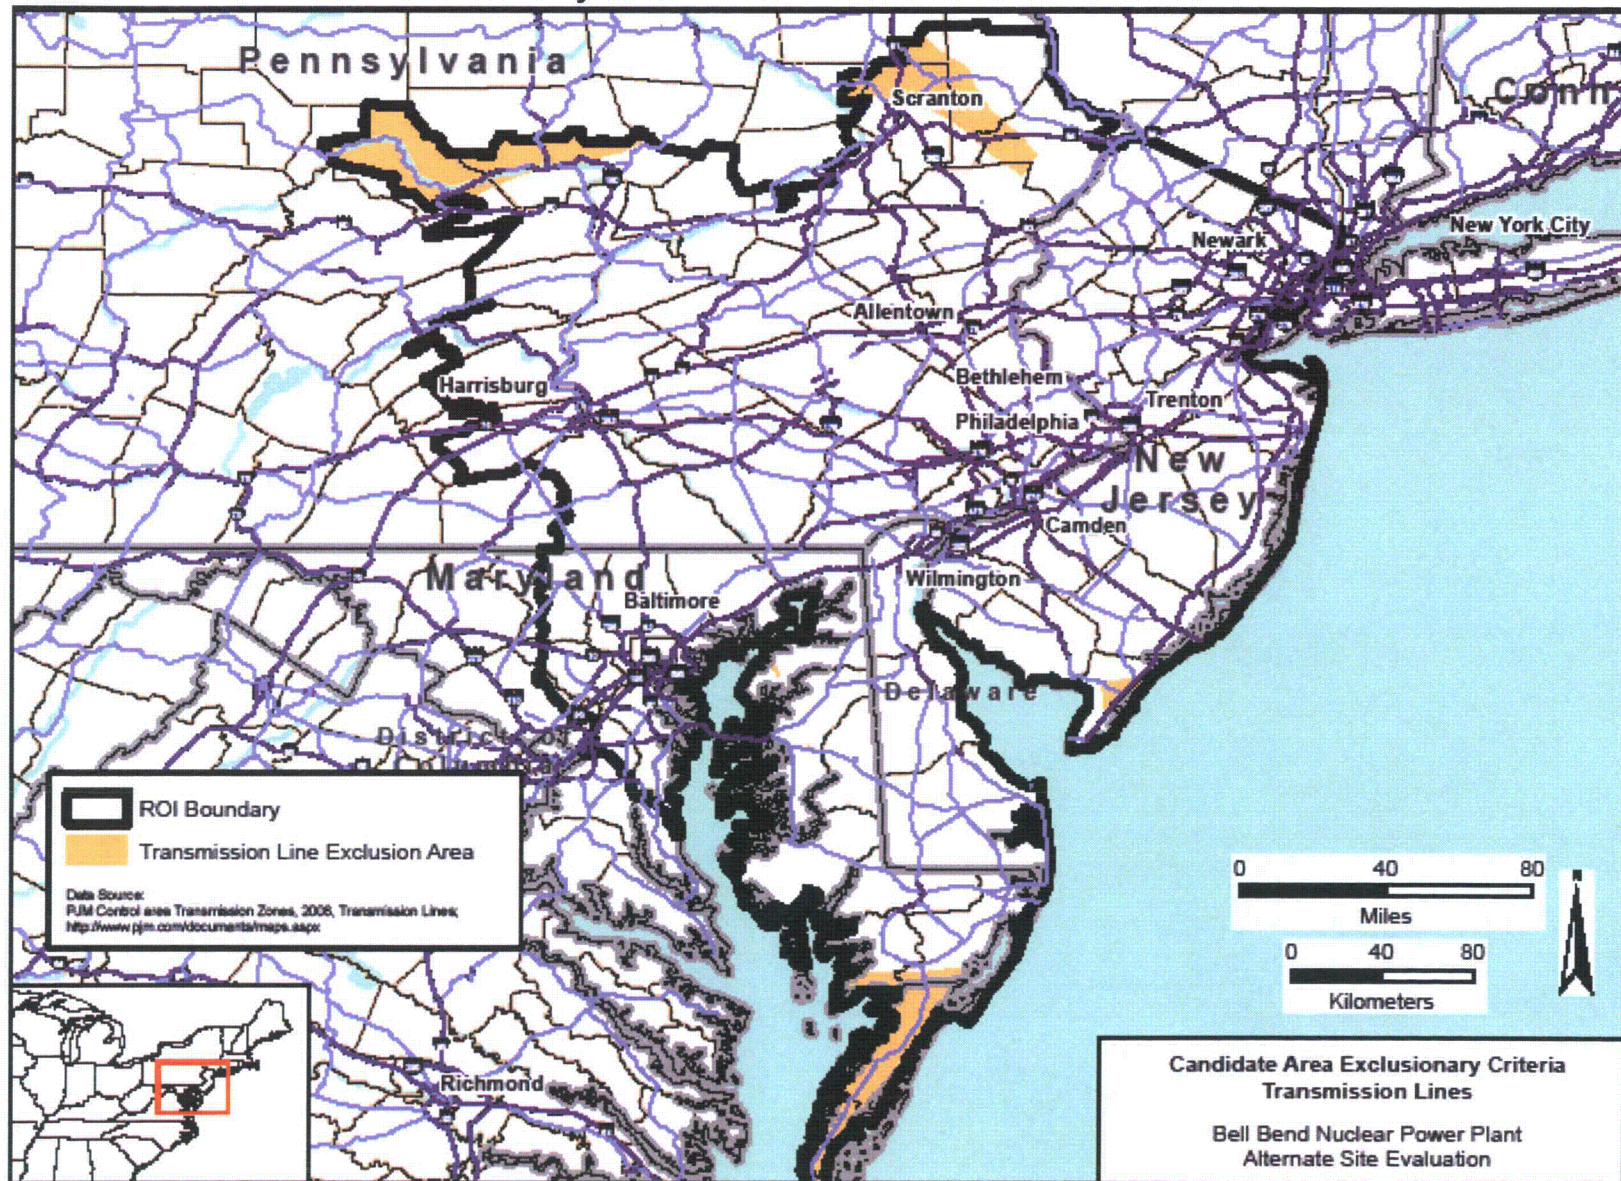 Pennsylvania
Conn
Scranton
New York City
Newark
Allentown
Harrisburg
Bethlehem
Trenton
Philadelphia
New
Jersey
Camden
Maryland
Wilmington
Baltimore
Delaware
District of
Columbia
ROI Boundary
Transmission Line Exclusion Area
Data Source:
PJM Control area Transmission Zones, 2006, Transmission Lines;
http://www.pjm.com/documents/maps.aspx
0 40 80
Miles
0 40 80
Kilometers
Richmond
Candidate Area Exclusionary Criteria
Transmission Lines
Bell Bend Nuclear Power Plant
Alternate Site Evaluation